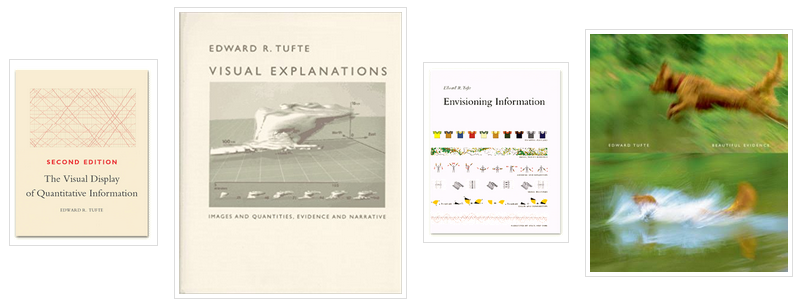 SECOND EDITION
The Visual Display
of Quantitative Information
EDWARD R. TUFTE
EDWARD R. TUFTE
VISUAL EXPLANATIONS
IMAGES AND QUANTITIES, EVIDENCE AND NARRATIVE
Edward R. Tufte
Envisioning Information
EDWARD TUFTE
BEAUTIFUL EVIDENCE